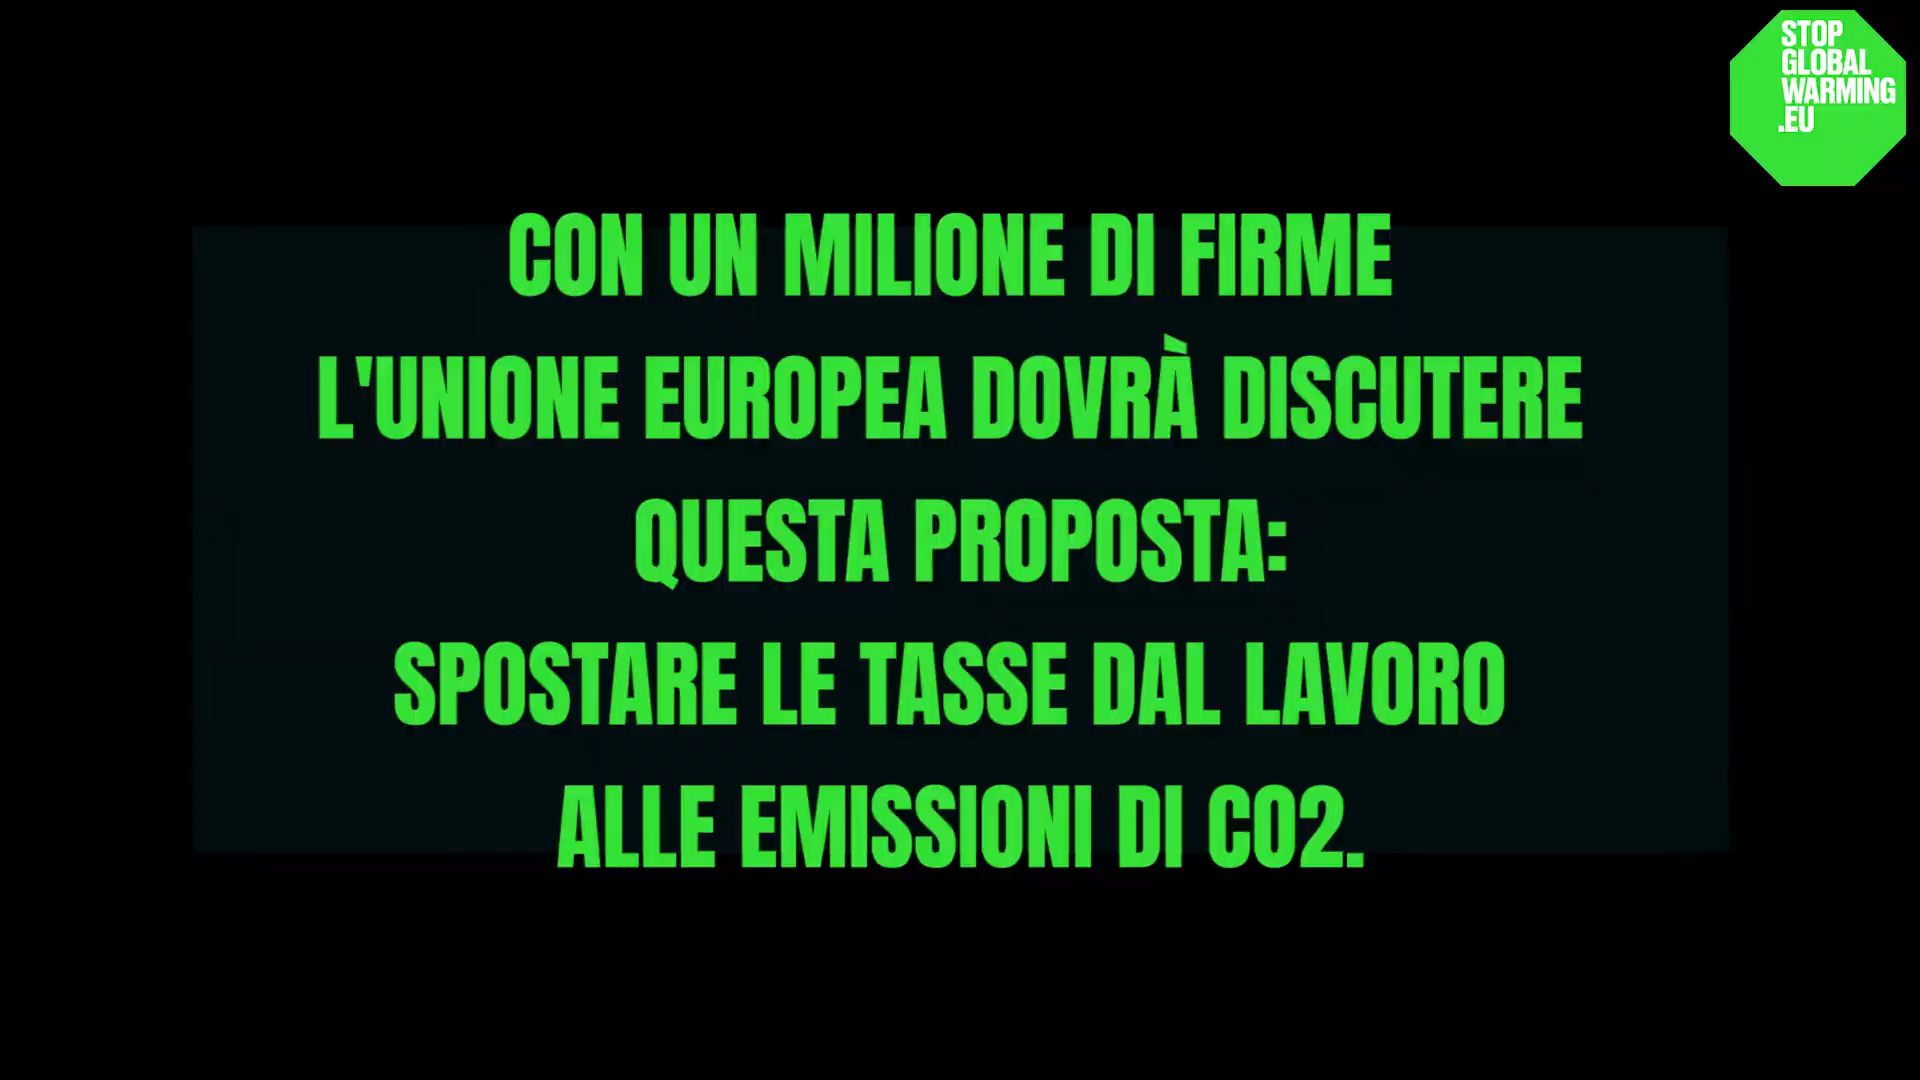 STOP
GLOBAL
WARMING
.EU
CON UN MILIONE DI FIRME
L'UNIONE EUROPEA DOVRÀ DISCUTERE
QUESTA PROPOSTA:
SPOSTARE LE TASSE DAL LAVORO
ALLE EMISSIONI DI CO2.